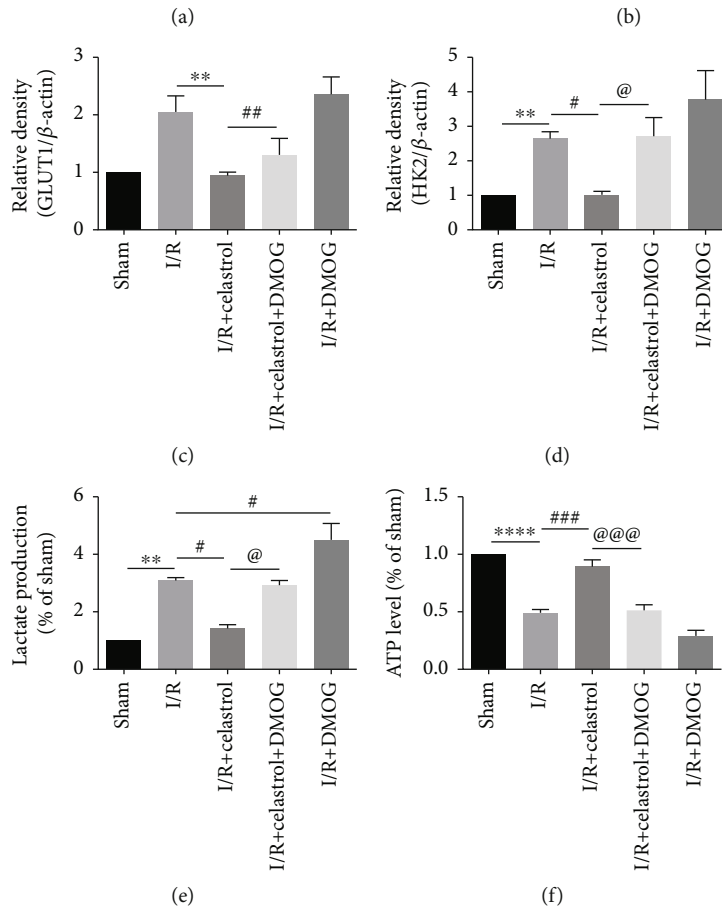 (a)
(b)
Relative density
(GLUT1/β-actin)
3
2
1
0
**
##
Sham
I/R
I/R+celastrol
I/R+celastrol+DMOG
I/R+DMOG
(c)
Relative density
(HK2/β-actin)
5
4
3
2
1
0
**
#
@
Sham
I/R
I/R+celastrol
I/R+celastrol+DMOG
I/R+DMOG
(d)
Lactate production
(% of sham)
6
4
2
0
**
#
@
#
Sham
I/R
I/R+celastrol
I/R+celastrol+DMOG
I/R+DMOG
(e)
ATP level (% of sham)
1.5
1.0
0.5
0.0
****
###
@@@
Sham
I/R
I/R+celastrol
I/R+celastrol+DMOG
I/R+DMOG
(f)